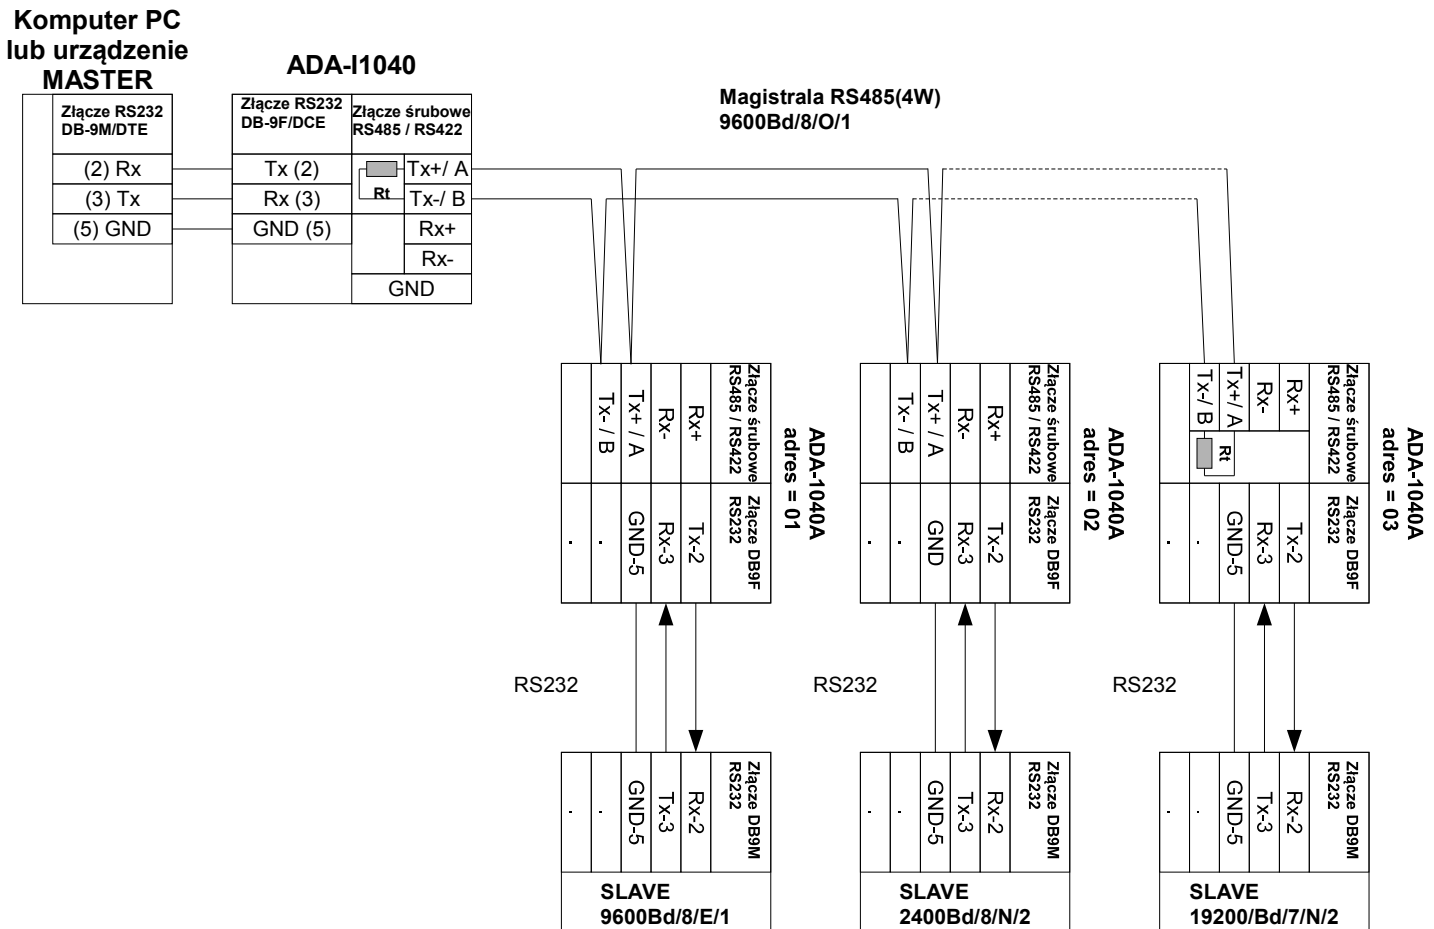 Komputer PC
lub urządzenie
MASTER
ADA-I1040
Magistrala RS485(4W)
9600Bd/8/O/1
Złącze RS232
DB-9M/DTE
(2) Rx
(3) Tx
(5) GND
Złącze RS232
DB-9F/DCE
Tx (2)
Rx (3)
GND (5)
Złącze śrubowe
RS485 / RS422
Rt
Tx+/ A
Tx-/ B
Rx+
Rx-
GND
ADA-1040A
adres = 01
Złącze śrubowe
RS485 / RS422
Rx+
Rx-
Tx+ / A
Tx- / B
Złącze DB9F
RS232
Tx-2
Rx-3
GND-5
.
.
ADA-1040A
adres = 02
Złącze śrubowe
RS485 / RS422
Rx+
Rx-
Tx+ / A
Tx- / B
Złącze DB9F
RS232
Tx-2
Rx-3
GND
.
.
ADA-1040A
adres = 03
Złącze śrubowe
RS485 / RS422
Rx+
Rx-
Tx+/ A
Tx-/ B
Rt
Złącze DB9F
RS232
Tx-2
Rx-3
GND-5
.
.
RS232
RS232
RS232
Złącze DB9M
RS232
Rx-2
Tx-3
GND-5
.
.
SLAVE
9600Bd/8/E/1
Złącze DB9M
RS232
Rx-2
Tx-3
GND-5
.
.
SLAVE
2400Bd/8/N/2
Złącze DB9M
RS232
Rx-2
Tx-3
GND-5
.
.
SLAVE
19200/Bd/7/N/2